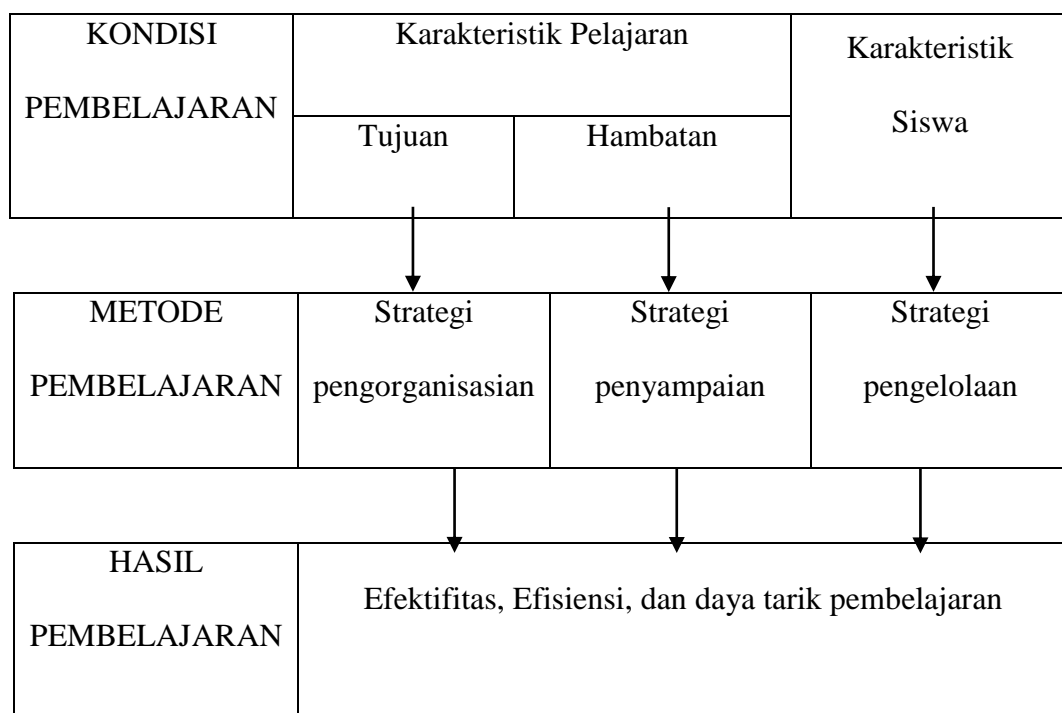 KONDISI
PEMBELAJARAN
Karakteristik Pelajaran
Tujuan
Hambatan
Karakteristik
Siswa
METODE
PEMBELAJARAN
Strategi
pengorganisasian
Strategi
penyampaian
Strategi
pengelolaan
HASIL
PEMBELAJARAN
Efektifitas, Efisiensi, dan daya tarik pembelajaran